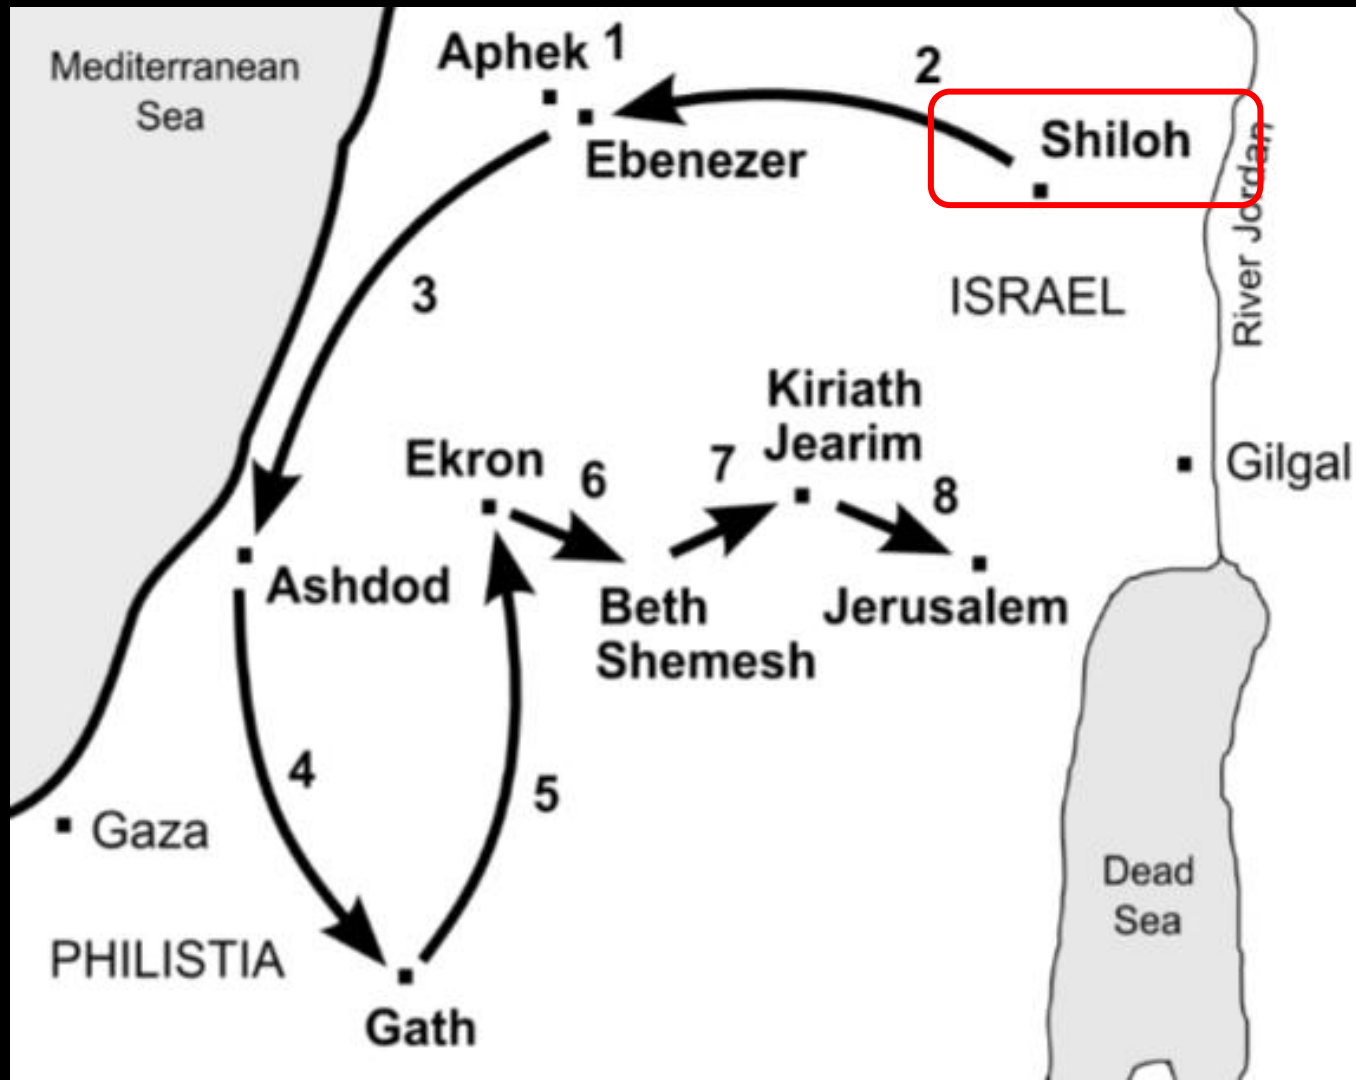 Mediterranean
Sea
Aphek 1
2
Ebenezer
Shiloh
River Jordan
3
ISRAEL
Kiriath
Jearim
Ekron
6
7
8
Gilgal
Ashdod
Beth
Shemesh
Jerusalem
4
5
Gaza
Dead
Sea
PHILISTIA
Gath